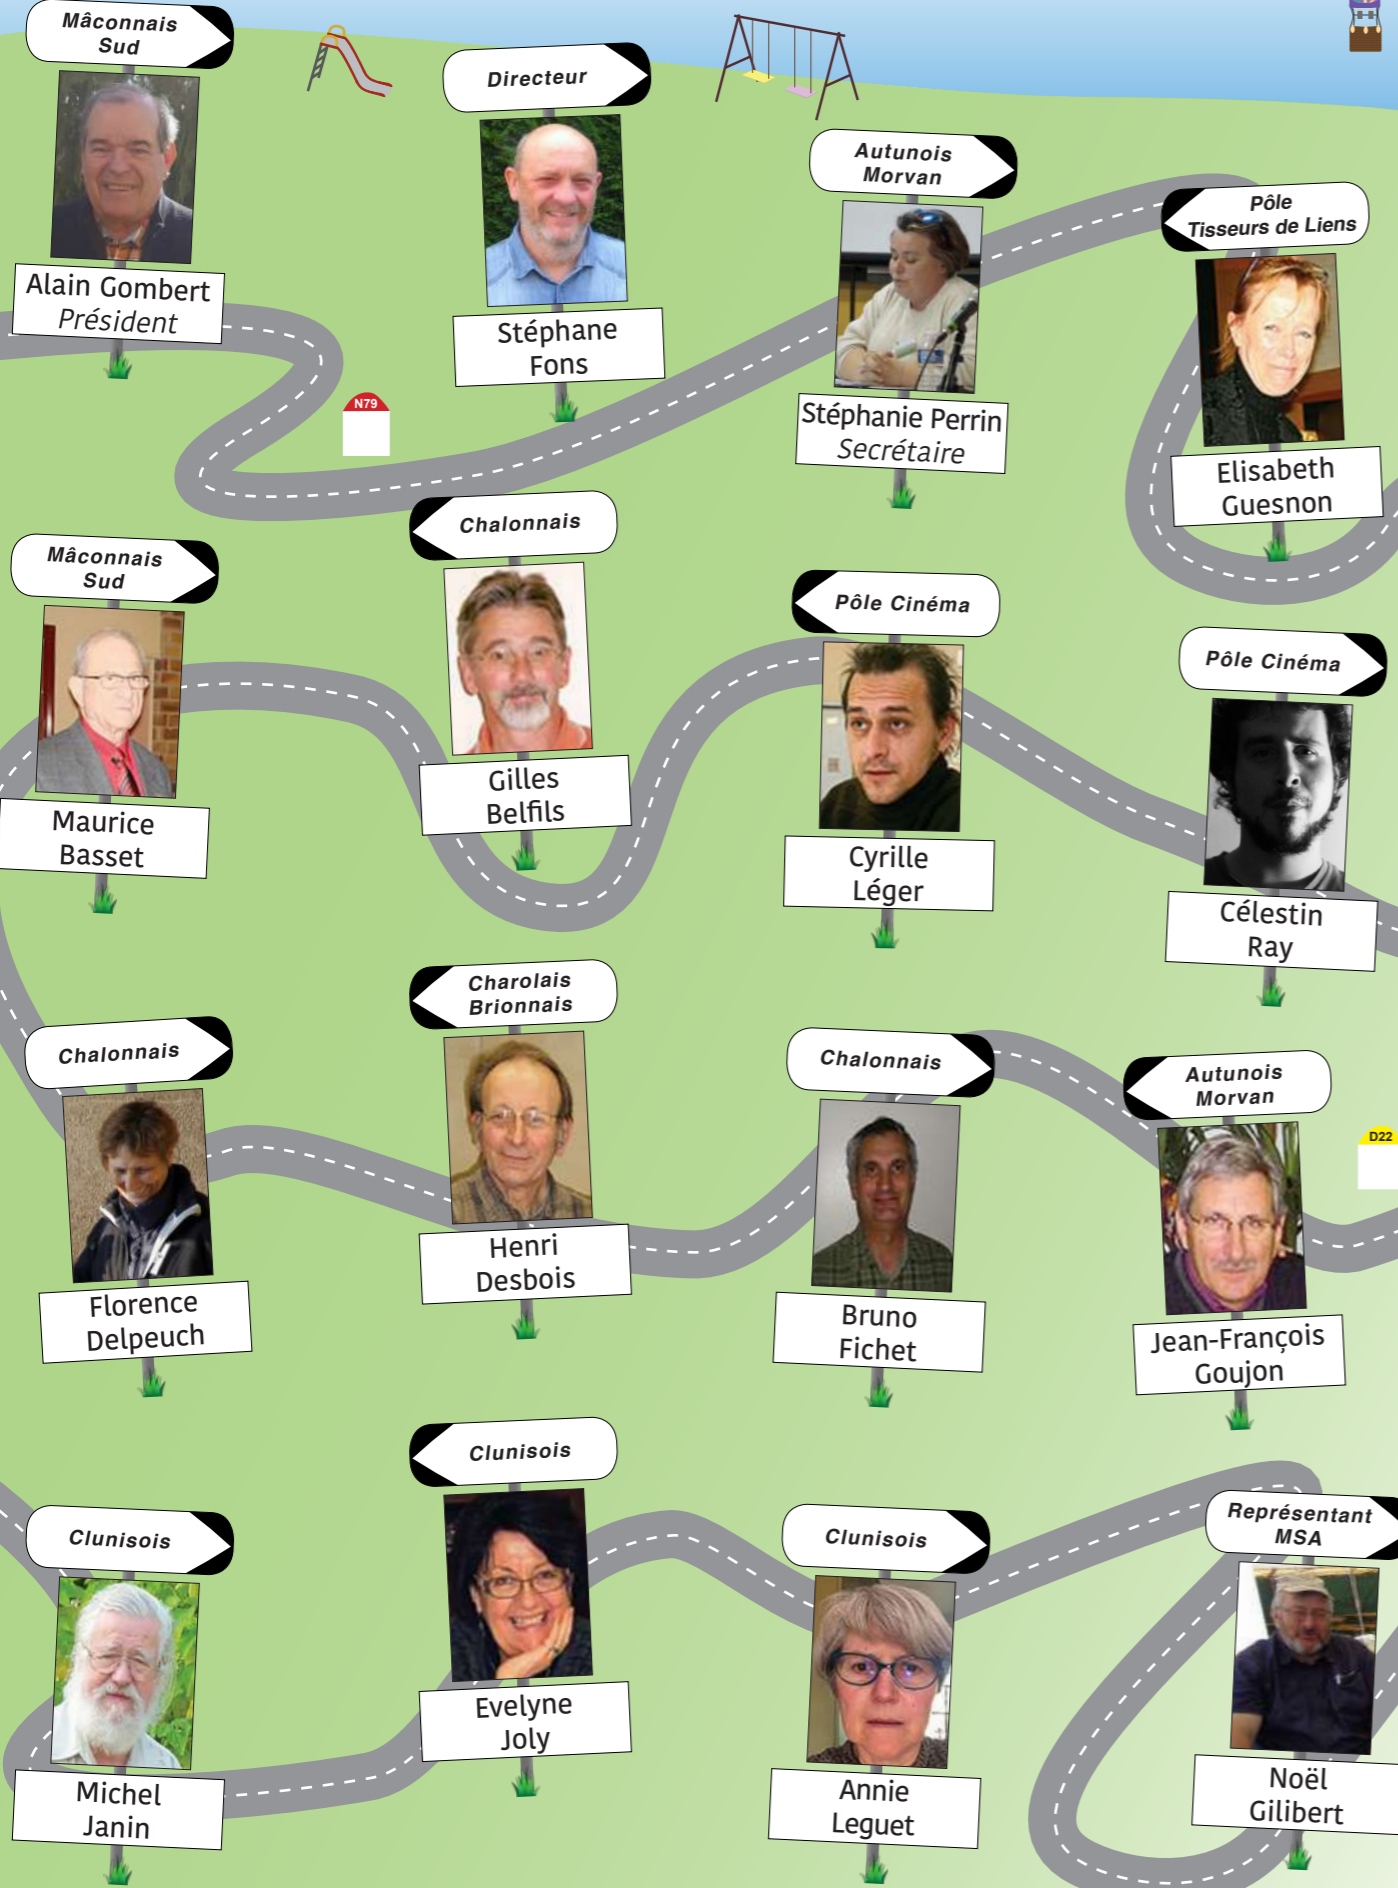 Mâconnais
Sud
Alain Gombert
Président
Directeur
Stéphane
Fons
Autunois
Morvan
Stéphanie Perrin
Secrétaire
Pôle
Tisseurs de Liens
Elisabeth
Guesnon
N79
Mâconnais
Sud
Maurice
Basset
Chalonnais
Gilles
Belfils
Pôle Cinéma
Cyrille
Léger
Pôle Cinéma
Célestin
Ray
Chalonnais
Florence
Delpeuch
Charolais
Brionnais
Henri
Desbois
Chalonnais
Bruno
Fichet
Autunois
Morvan
Jean-François
Goujon
D22
Clunisois
Michel
Janin
Clunisois
Evelyne
Joly
Clunisois
Annie
Leguet
Représentant
MSA
Noël
Gilibert